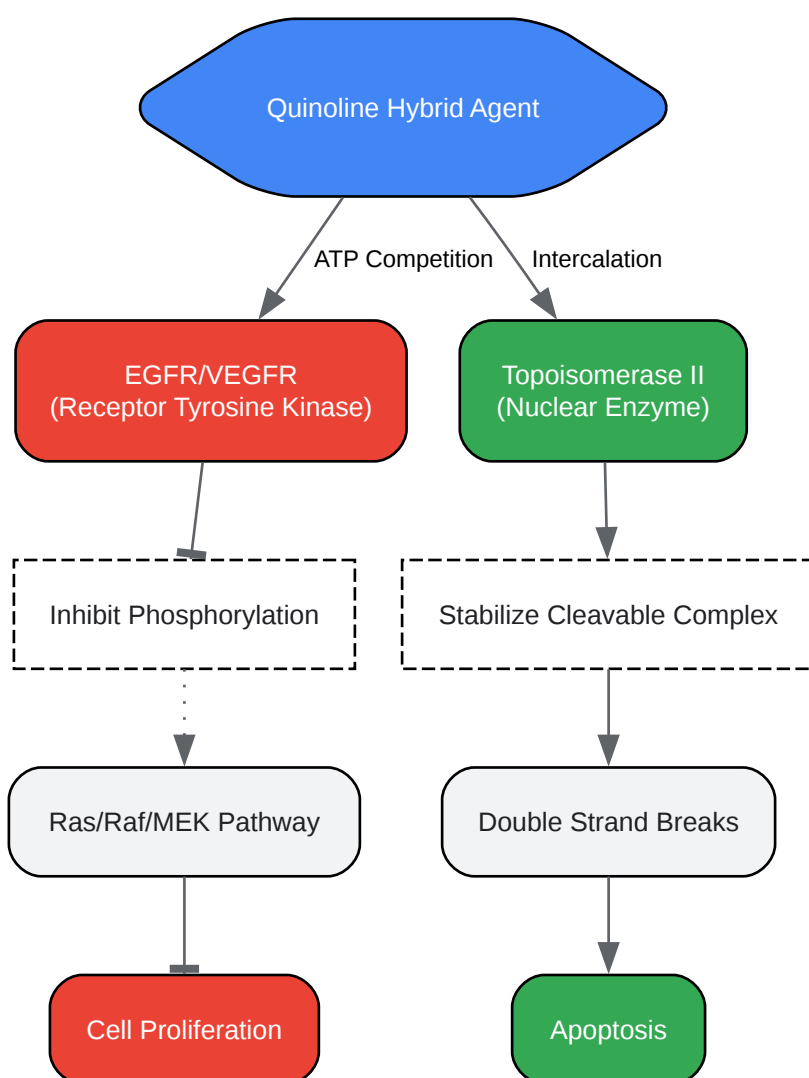 Quinoline Hybrid Agent
ATP Competition
Intercalation
EGFR/VEGFR
(Receptor Tyrosine Kinase)
Topoisomerase II
(Nuclear Enzyme)
Inhibit Phosphorylation
Stabilize Cleavable Complex
Ras/Raf/MEK Pathway
Double Strand Breaks
Cell Proliferation
Apoptosis